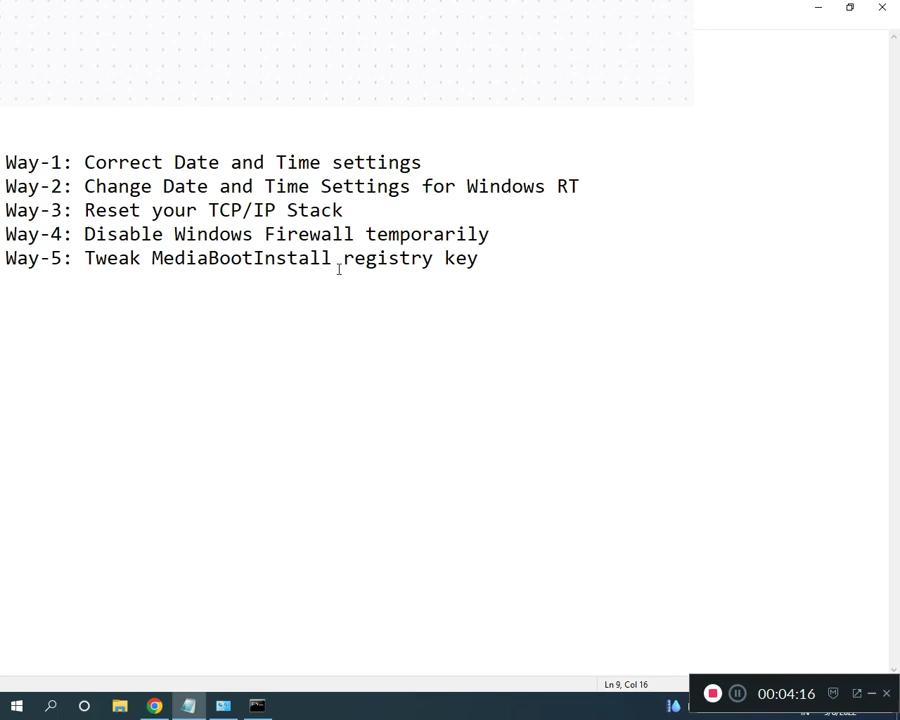 Way-1: Correct Date and Time settings
Way-2: Change Date and Time Settings for Windows RT
Way-3: Reset your TCP/IP Stack
Way-4: Disable Windows Firewall temporarily
Way-5: Tweak MediaBootInstall registry key
Ln 9, Col 16
00:04:16